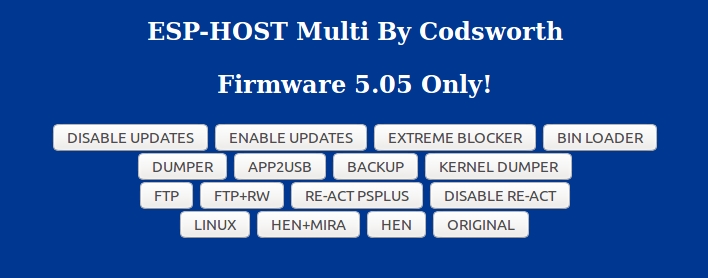 ESP-HOST Multi By Codsworth
Firmware 5.05 Only!
DISABLE UPDATES ENABLE UPDATES EXTREME BLOCKER BIN LOADER
DUMPER APP2USB BACKUP KERNEL DUMPER
FTP FTP+RW RE-ACT PSPLUS DISABLE RE-ACT
LINUX HEN+MIRA HEN ORIGINAL